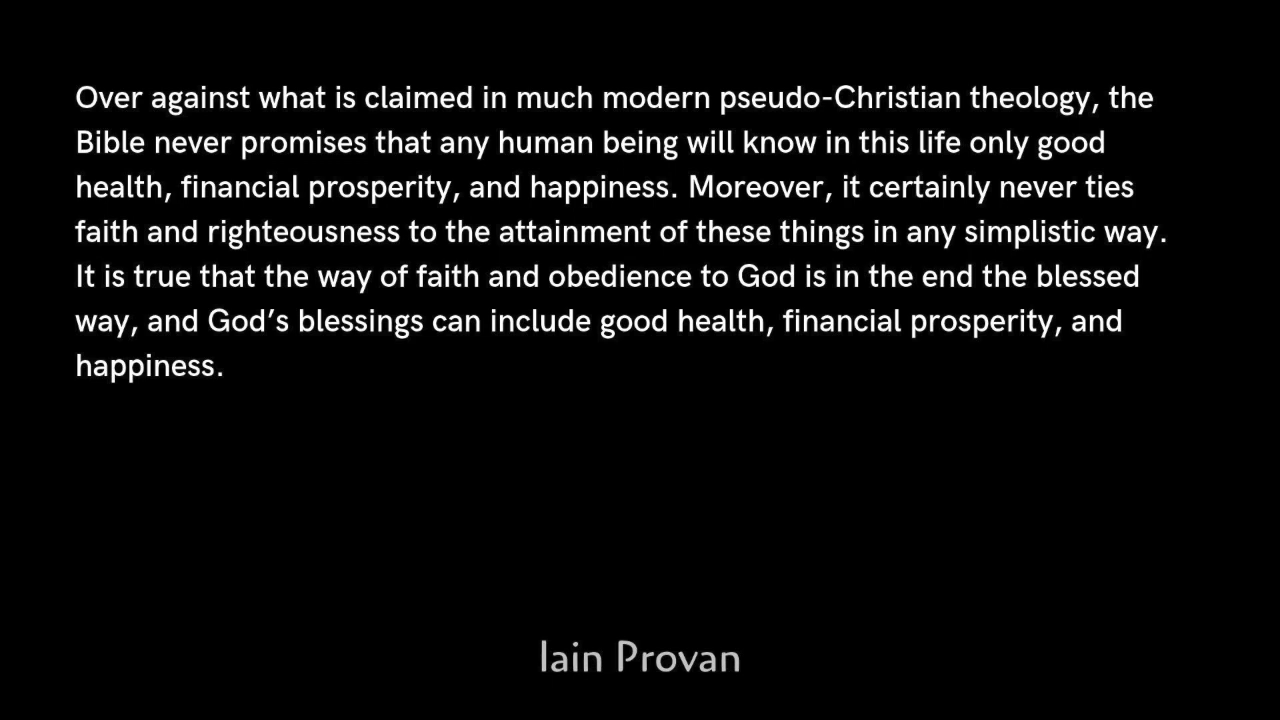 Over against what is claimed in much modern pseudo-Christian theology, the
Bible never promises that any human being will know in this life only good
health, financial prosperity, and happiness. Moreover, it certainly never ties
faith and righteousness to the attainment of these things in any simplistic way.
It is true that the way of faith and obedience to God is in the end the blessed
way, and God’s blessings can include good health, financial prosperity, and
happiness.
Iain Provan